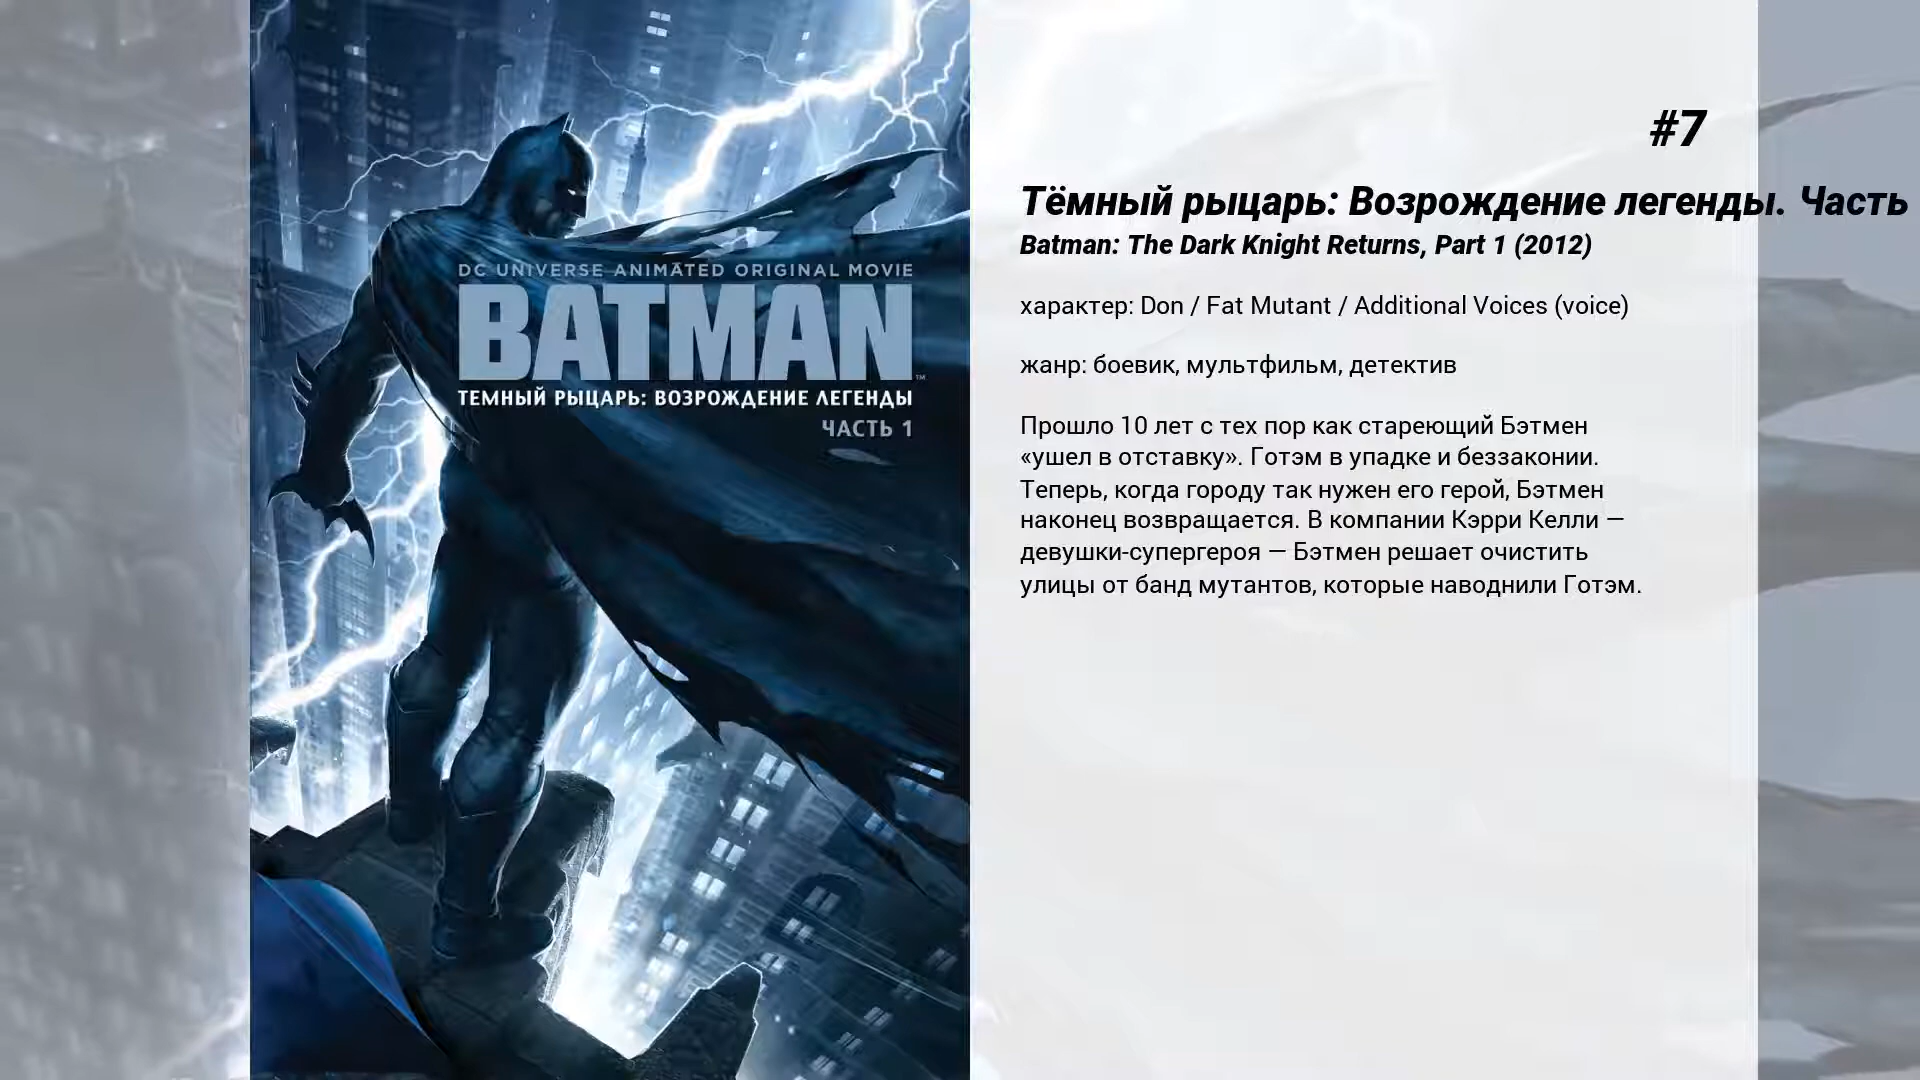 DC UNIVERSE ANIMATED ORIGINAL MOVIE
BATMAN™
ТЕМНЫЙ РЫЦАРЬ: ВОЗРОЖДЕНИЕ ЛЕГЕНДЫ
ЧАСТЬ 1
#7
Тёмный рыцарь: Возрождение легенды. Часть
Batman: The Dark Knight Returns, Part 1 (2012)
характер: Don / Fat Mutant / Additional Voices (voice)
жанр: боевик, мультфильм, детектив
Прошло 10 лет с тех пор как стареющий Бэтмен
«ушел в отставку». Готэм в упадке и беззаконии.
Теперь, когда городу так нужен его герой, Бэтмен
наконец возвращается. В компании Кэрри Келли —
девушки-супергероя — Бэтмен решает очистить
улицы от банд мутантов, которые наводнили Готэм.